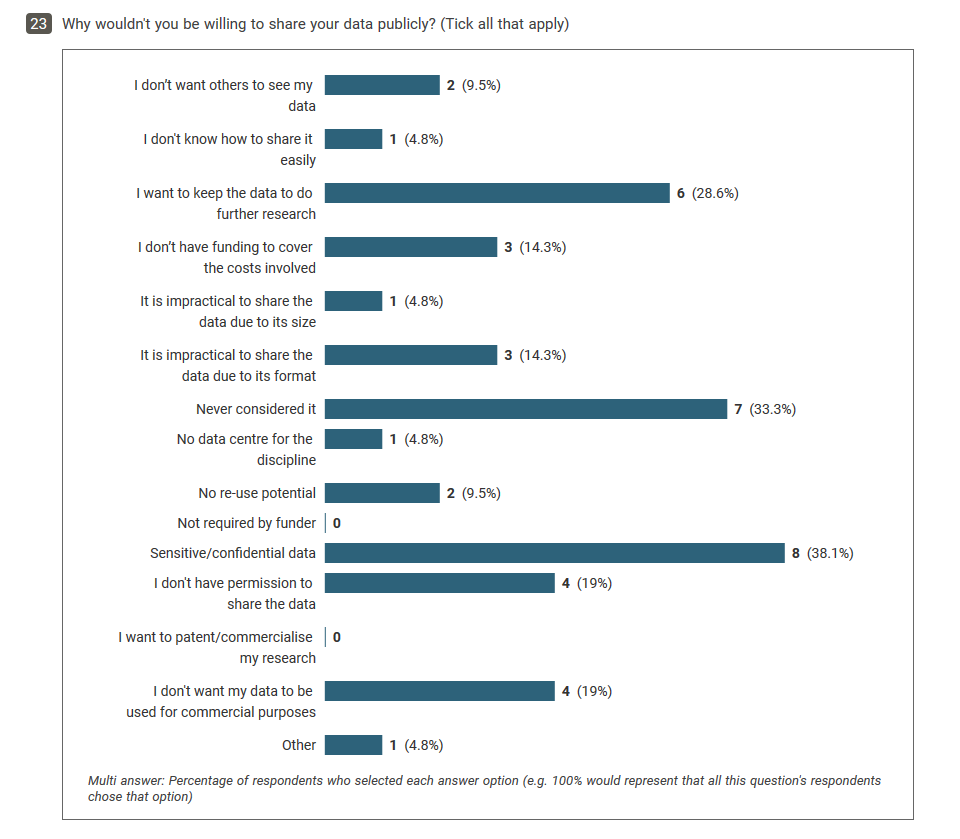 23 Why wouldn't you be willing to share your data publicly? (Tick all that apply)
I don't want others to see my
data
2 (9.5%)
I don't know how to share it
easily
1 (4.8%)
I want to keep the data to do
further research
6 (28.6%)
I don't have funding to cover
the costs involved
3 (14.3%)
It is impractical to share the
data due to its size
1 (4.8%)
It is impractical to share the
data due to its format
3 (14.3%)
Never considered it
7 (33.3%)
No data centre for the
discipline
1 (4.8%)
No re-use potential
2 (9.5%)
Not required by funder
0
Sensitive/confidential data
8 (38.1%)
I don't have permission to
share the data
4 (19%)
I want to patent/commercialise
my research
0
I don't want my data to be
used for commercial purposes
4 (19%)
Other
1 (4.8%)
Multi answer: Percentage of respondents who selected each answer option (e.g. 100% would represent that all this question's respondents
chose that option)